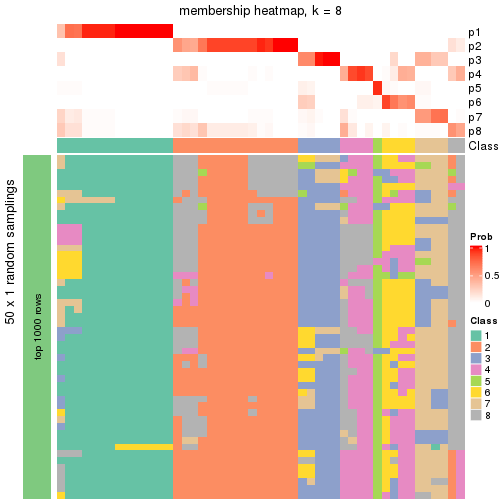 membership heatmap, k = 8
p1
p2
p3
p4
p5
p6
p7
p8
Class
50 x 1 random samplings
top 1000 rows
Prob
1
0.5
0
Class
1
2
3
4
5
6
7
8